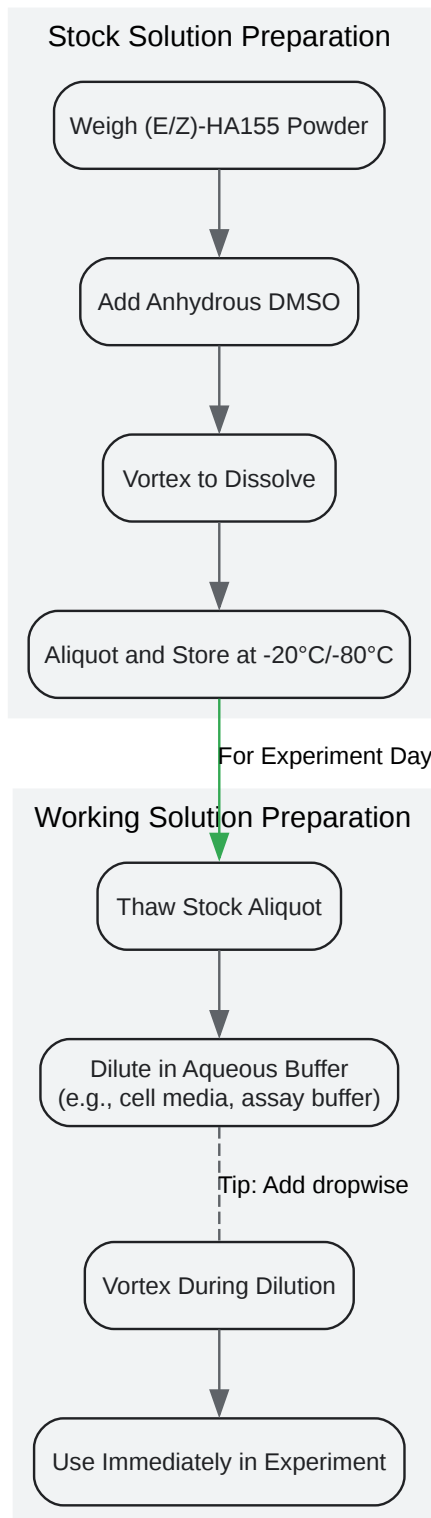 Stock Solution Preparation
Weigh (E/Z)-HA155 Powder
Add Anhydrous DMSO
Vortex to Dissolve
Aliquot and Store at -20°C/-80°C
For Experiment Day
Working Solution Preparation
Thaw Stock Aliquot
Dilute in Aqueous Buffer
(e.g., cell media, assay buffer)
Tip: Add dropwise
Vortex During Dilution
Use Immediately in Experiment